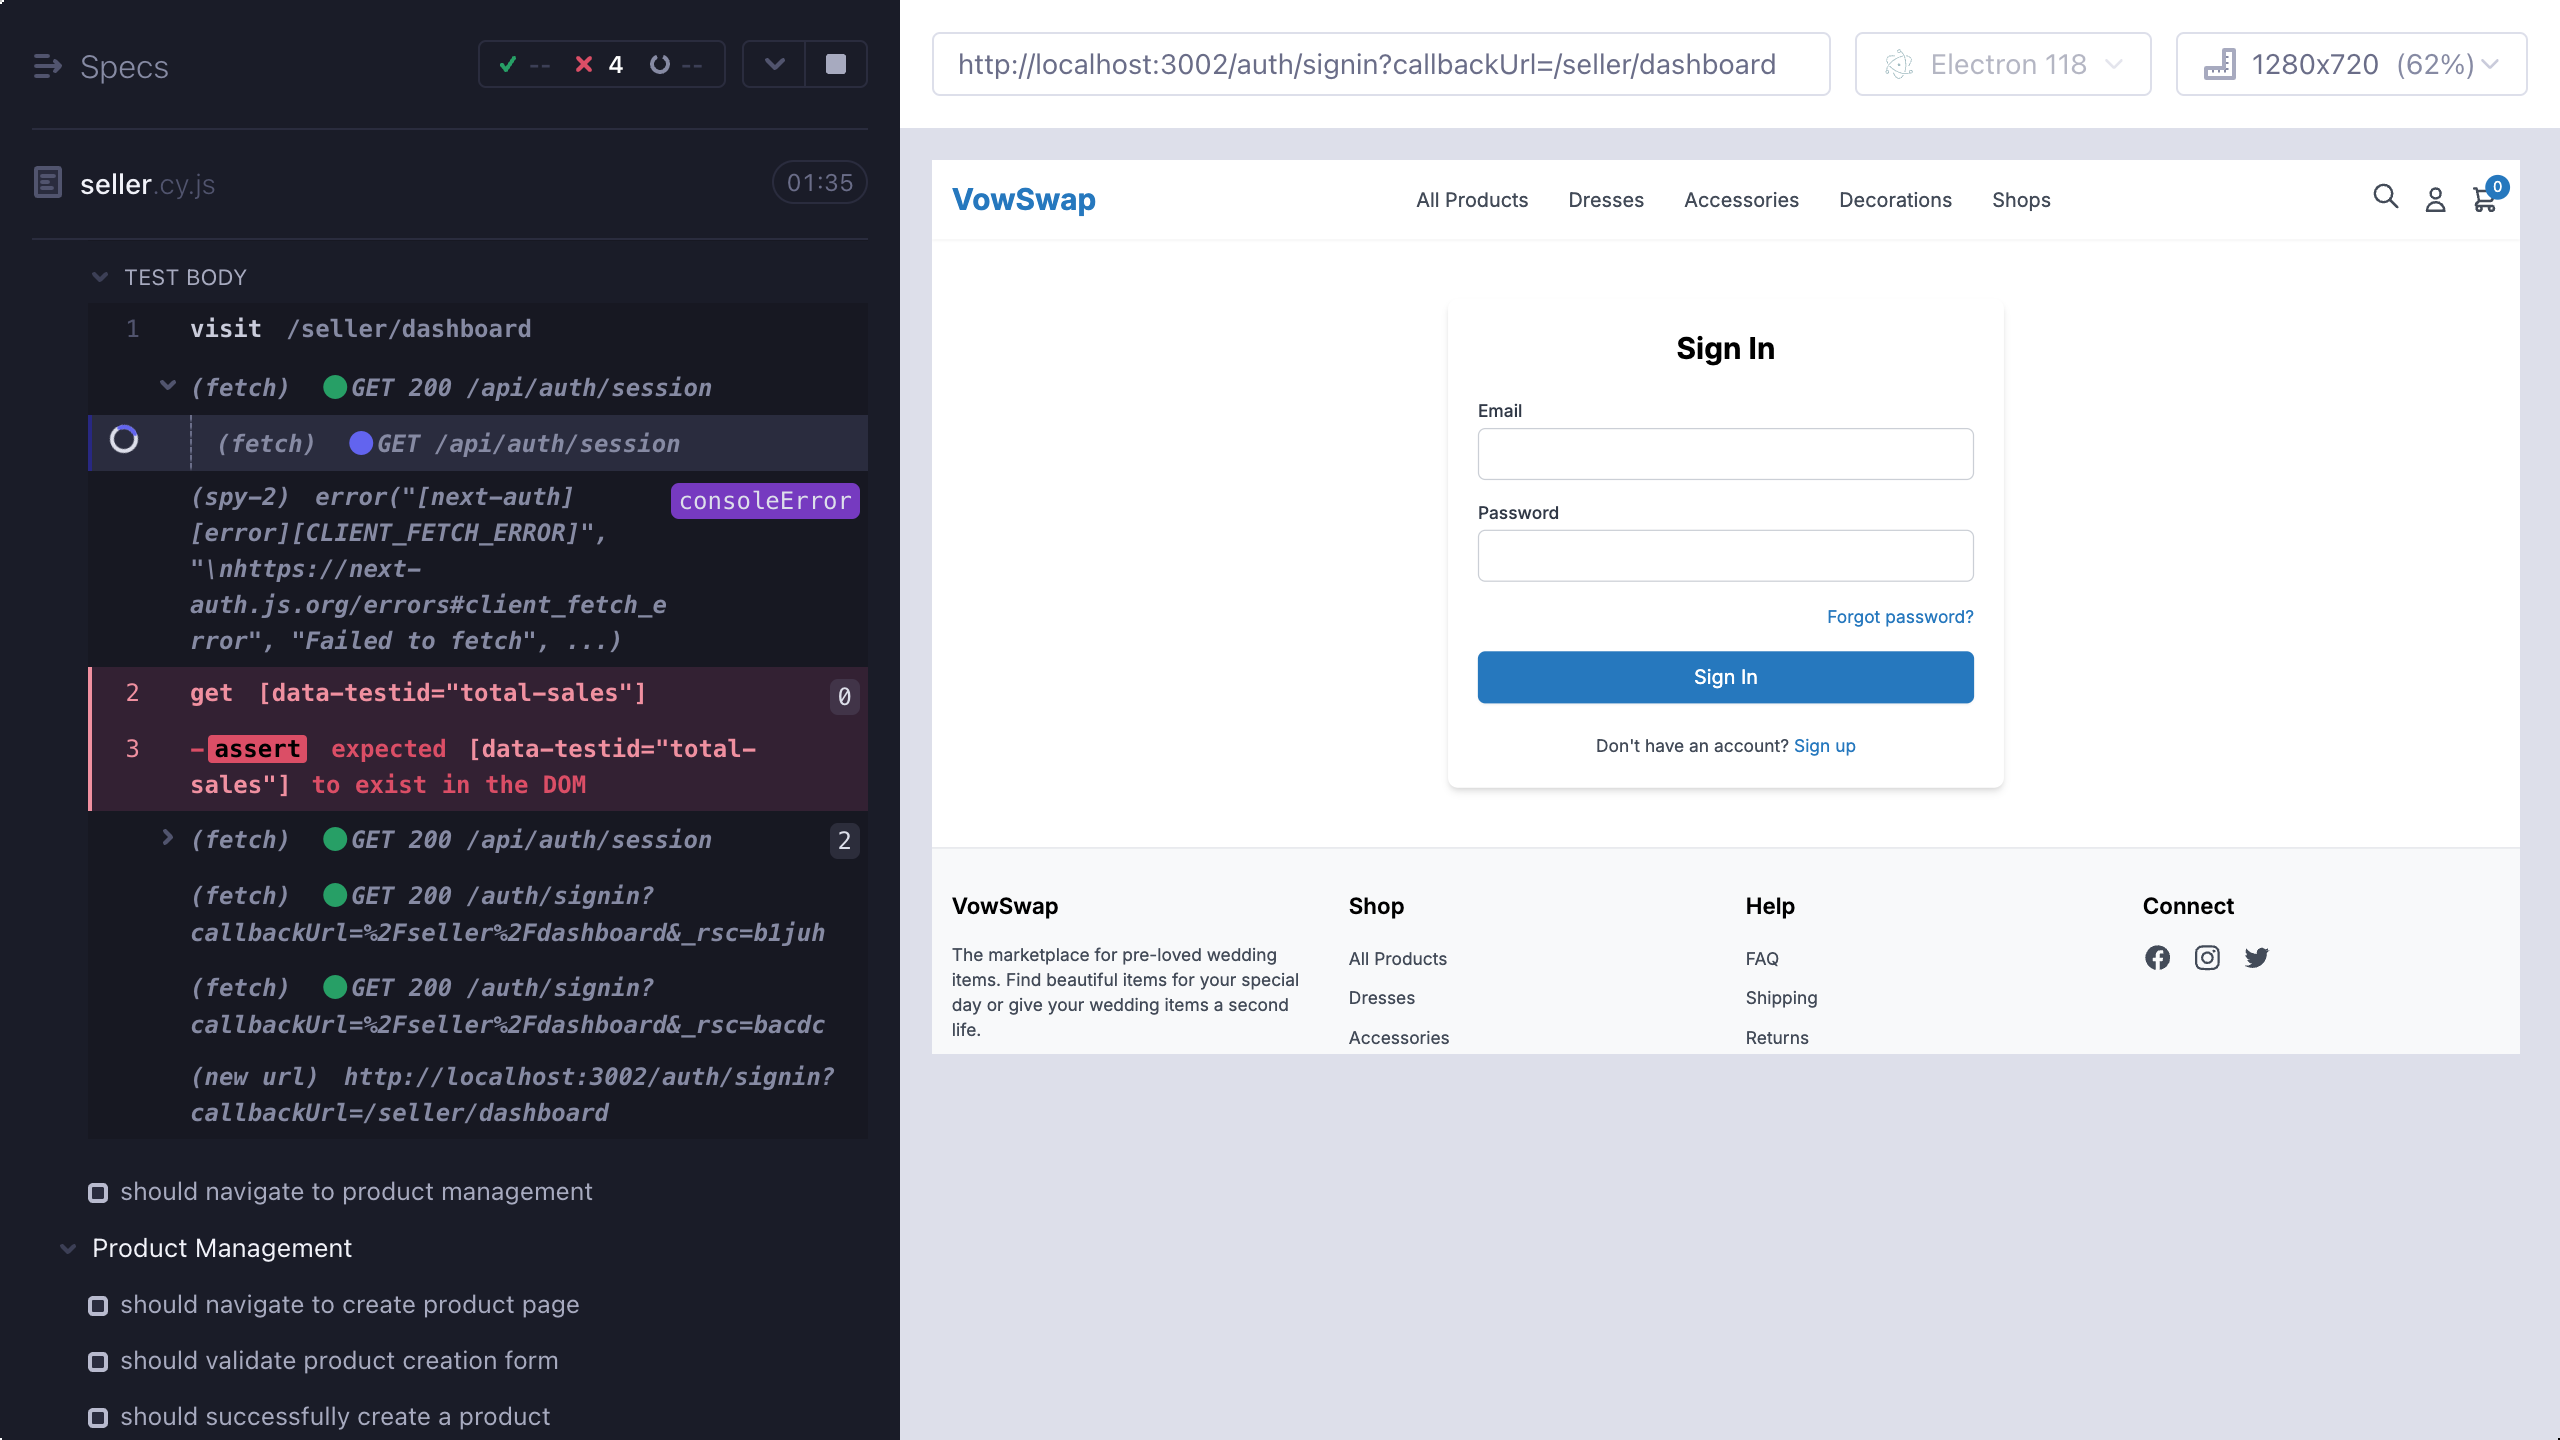 Specs
-- 4 --
seller.cy.js
01:35
TEST BODY
1 visit /seller/dashboard
(fetch) GET 200 /api/auth/session
(fetch) GET /api/auth/session
(spy-2) error("[next-auth] consoleError
[error][CLIENT_FETCH_ERROR]",
"\nhttps://next-
auth.js.org/errors#client_fetch_e
rror", "Failed to fetch", ...)
2 get [data-testid="total-sales"] 0
3 -assert expected [data-testid="total-
sales"] to exist in the DOM
(fetch) GET 200 /api/auth/session 2
(fetch) GET 200 /auth/signin?
callbackUrl=%2Fseller%2Fdashboard&_rsc=b1juh
(fetch) GET 200 /auth/signin?
callbackUrl=%2Fseller%2Fdashboard&_rsc=bacdc
(new url) http://localhost:3002/auth/signin?
callbackUrl=/seller/dashboard
should navigate to product management
Product Management
should navigate to create product page
should validate product creation form
should successfully create a product
http://localhost:3002/auth/signin?callbackUrl=/seller/dashboard
Electron 118
1280x720 (62%)
VowSwap
All Products
Dresses
Accessories
Decorations
Shops
0
Sign In
Email
Password
Forgot password?
Sign In
Don't have an account? Sign up
VowSwap
The marketplace for pre-loved wedding
items. Find beautiful items for your special
day or give your wedding items a second
life.
Shop
All Products
Dresses
Accessories
Help
FAQ
Shipping
Returns
Connect